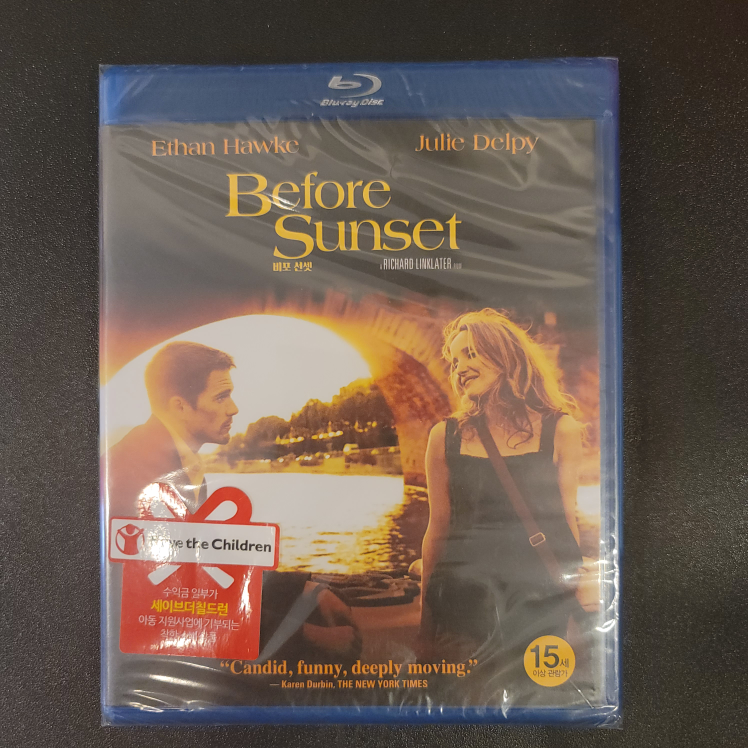 Blu-ray Disc
Ethan Hawke Julie Delpy
Before
Sunset
비포 선셋
A RICHARD LINKLATER FILM
Save the Children
수익금 일부가
세이브더칠드런
아동 지원사업에 기부되는
15세
이상 관람가
“Candid, funny, deeply moving.”
— Karen Durbin, THE NEW YORK TIMES